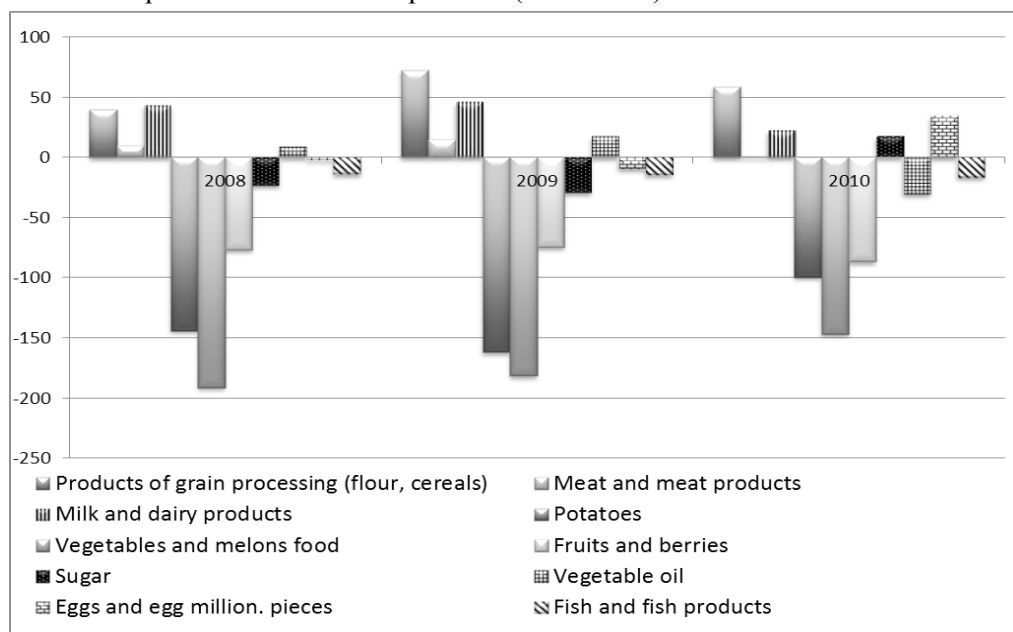 100
50
0
2008
2009
2010
-50
-100
-150
-200
-250
Products of grain processing (flour, cereals)
Meat and meat products
Milk and dairy products
Potatoes
Vegetables and melons food
Fruits and berries
Sugar
Vegetable oil
Eggs and egg million. pieces
Fish and fish products